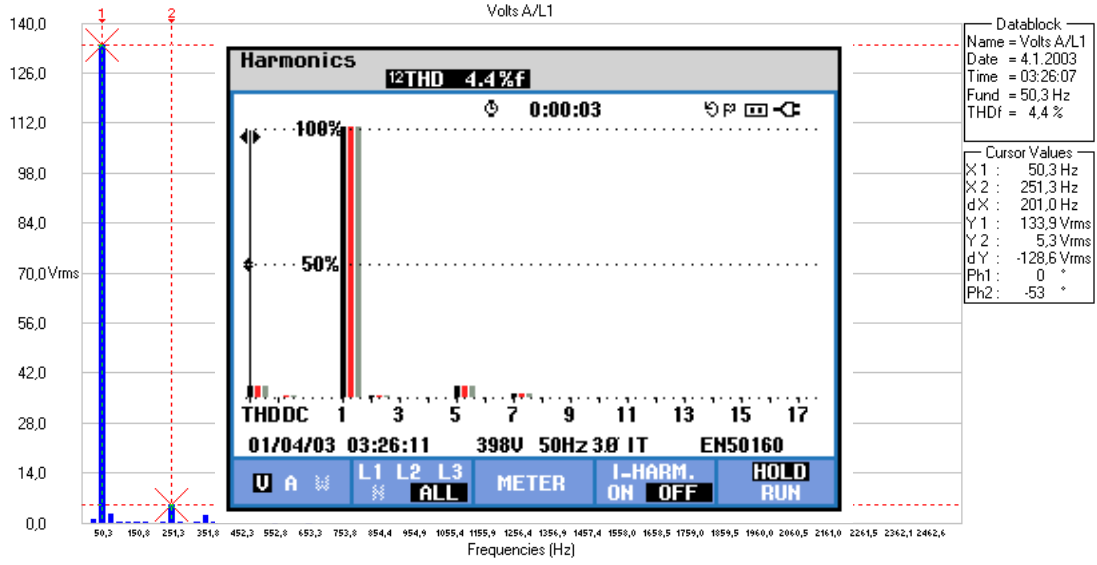 Volts A/L1
1
2
140,0
126,0
112,0
98,0
84,0
70,0 Vrms
56,0
42,0
28,0
14,0
0,0
50,3 150,8 251,3 351,8 452,3 552,8 653,3 753,8 854,4 954,9 1055,4 1155,9 1256,4 1356,9 1457,4 1558,0 1658,5 1759,0 1859,5 1960,0 2060,5 2161,0 2261,5 2362,1 2462,6
Frequencies (Hz)
Harmonics
12THD 4.4%f
0:00:03
100%
50%
THD DC 1 3 5 7 9 11 13 15 17
01/04/03 03:26:11 398V 50Hz 3Ø IT EN50160
V A W
L1 L2 L3
N ALL
METER
I-HARM.
ON OFF
HOLD
RUN
Datablock
Name = Volts A/L1
Date = 4.1.2003
Time = 03:26:07
Fund = 50,3 Hz
THDf = 4,4 %
Cursor Values
X 1 : 50,3 Hz
X 2 : 251,3 Hz
dX : 201,0 Hz
Y 1 : 133,9 Vrms
Y 2 : 5,3 Vrms
dY : -128,6 Vrms
Ph1 : 0 °
Ph2 : -53 °